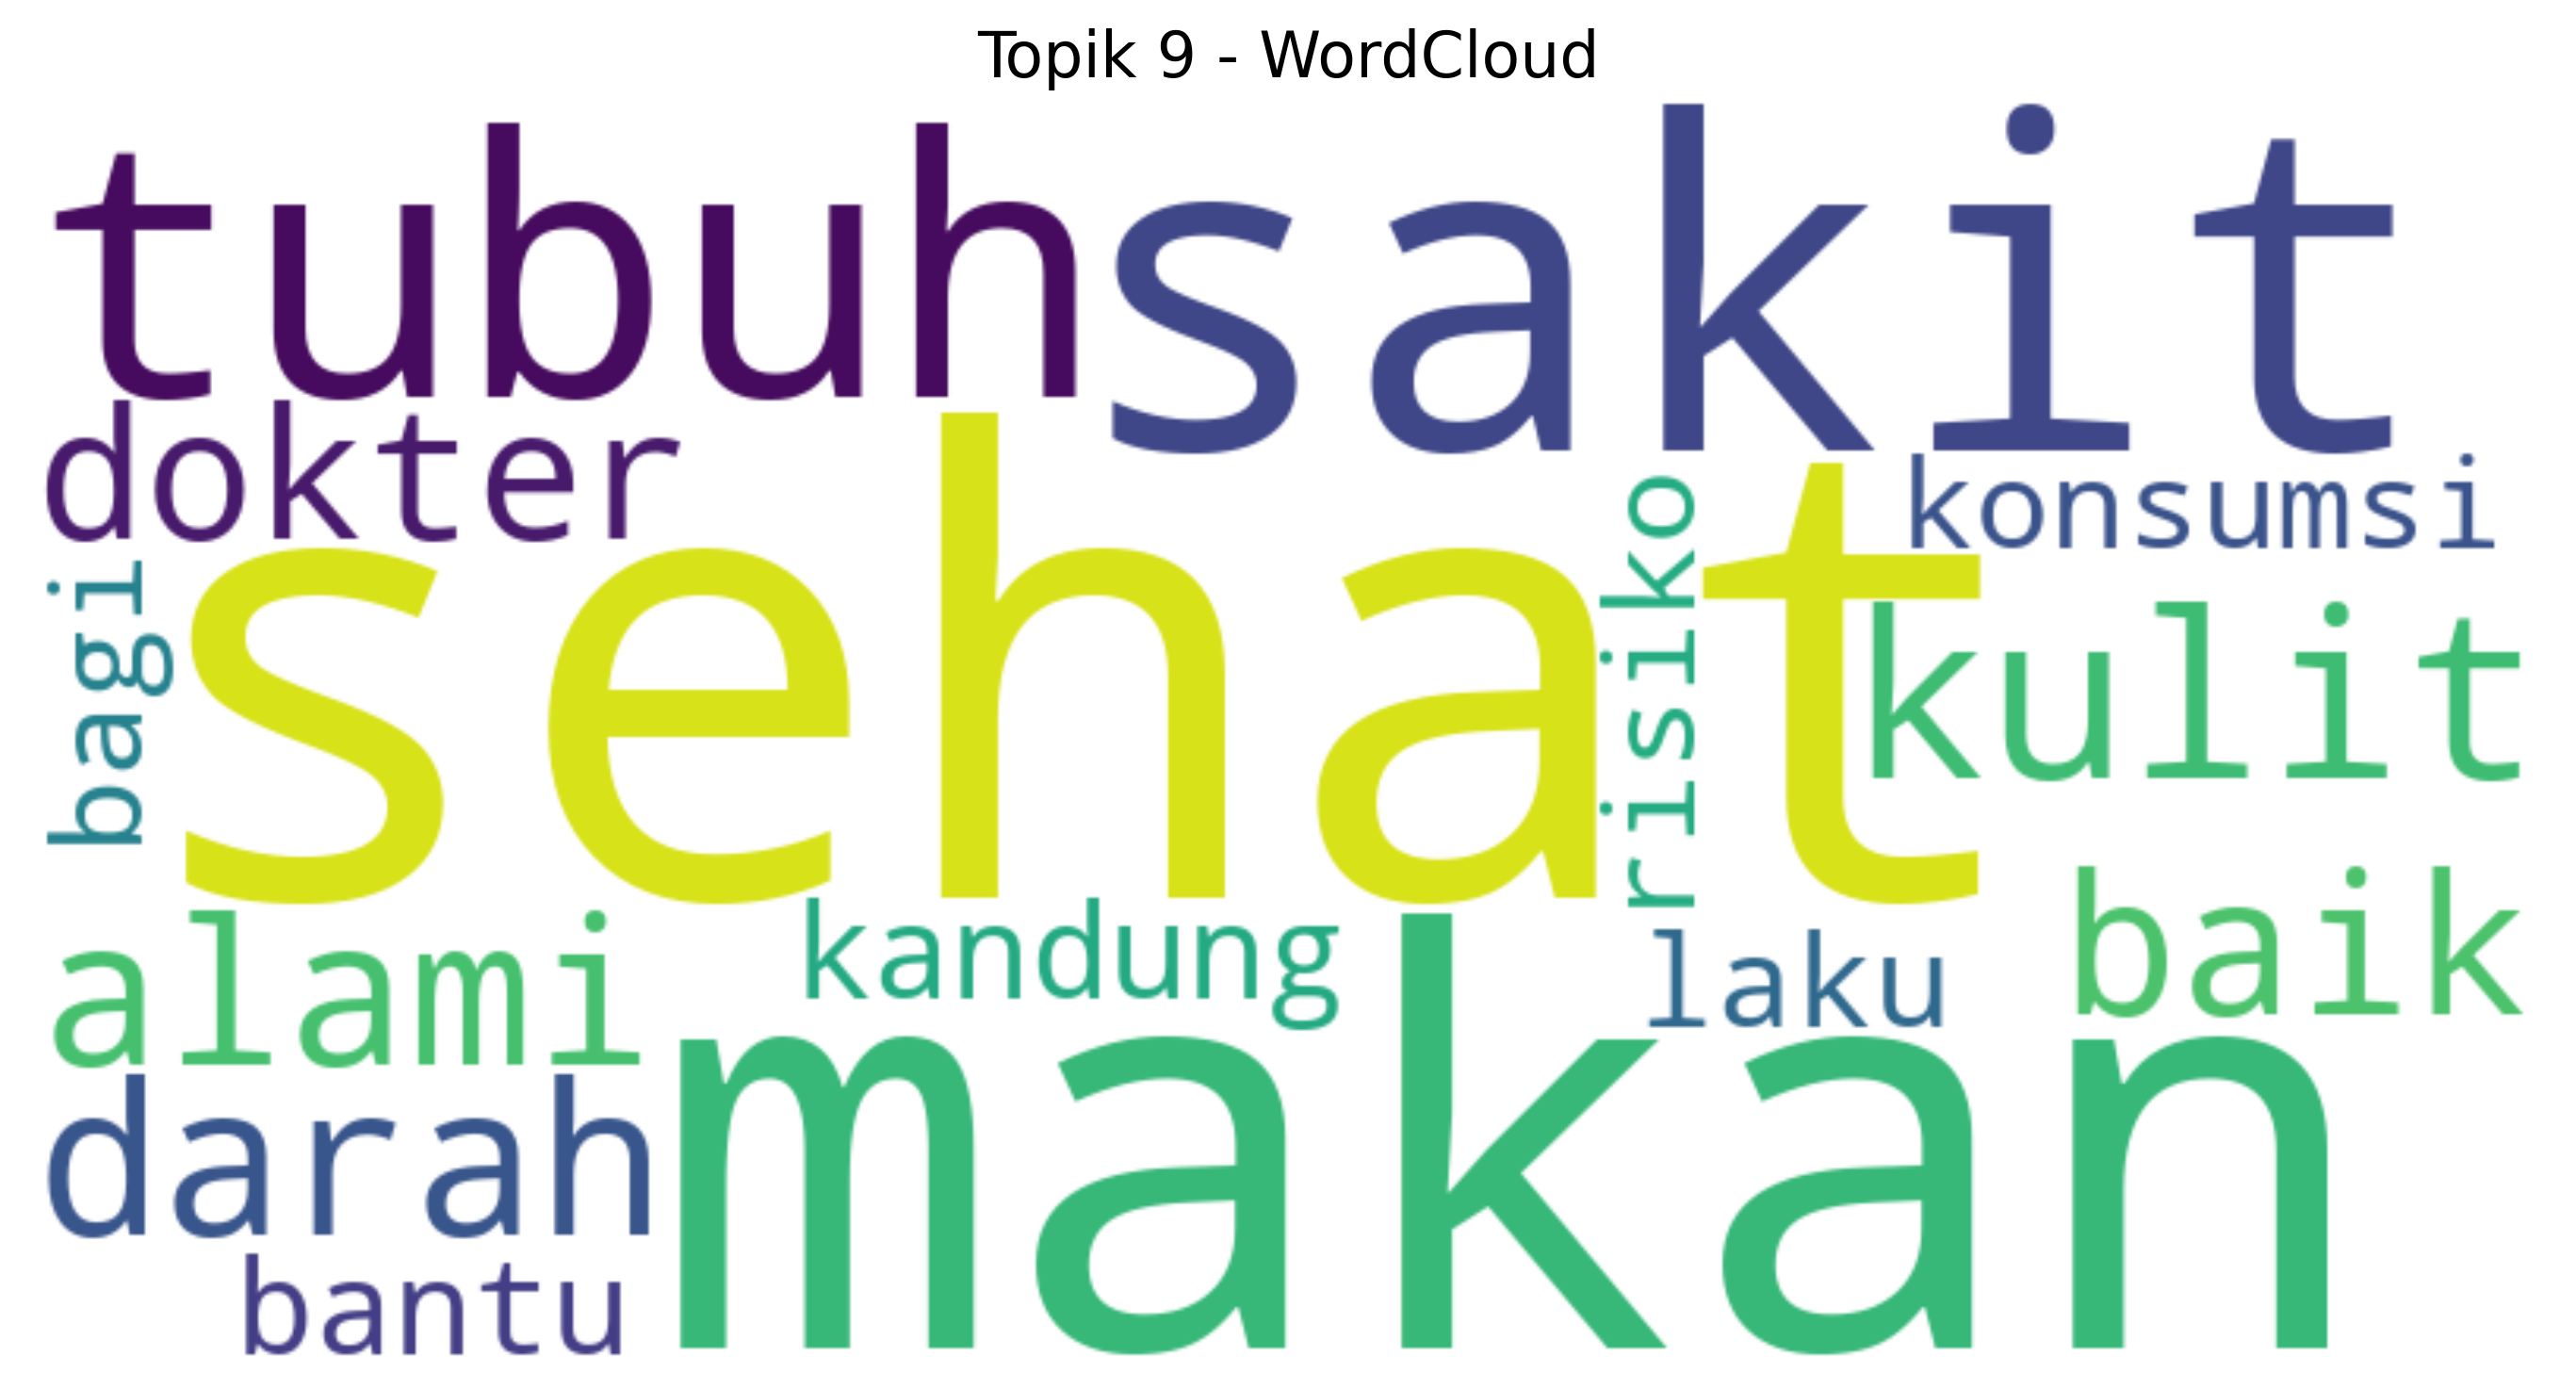 Topik 9 - WordCloud
tubuh
sakit
dokter
konsumsi
sehat
risiko
bagi
kulit
alami
kandung
laku
baik
makan
darah
bantu